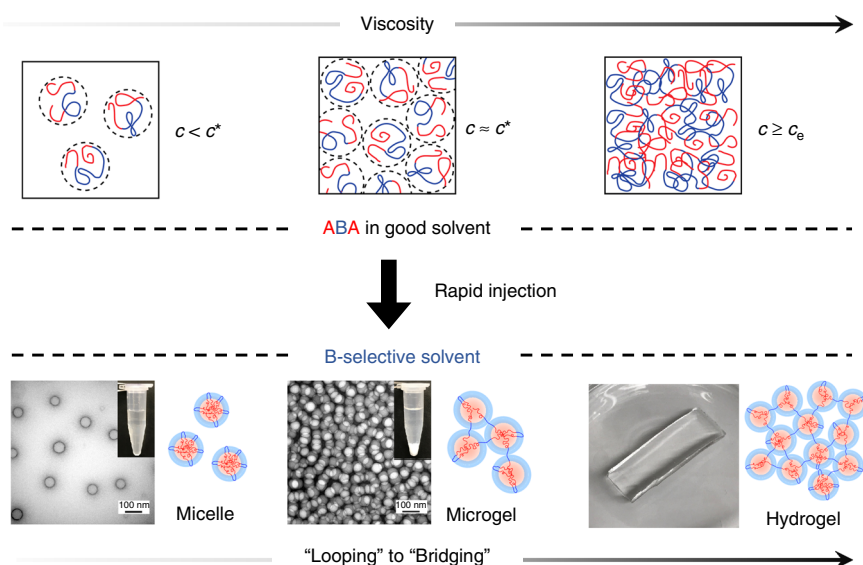 Viscosity
c < c*
c ≈ c*
c ≥ cₑ
ABA in good solvent
Rapid injection
B-selective solvent
100 nm
Micelle
100 nm
Microgel
Hydrogel
“Looping” to “Bridging”